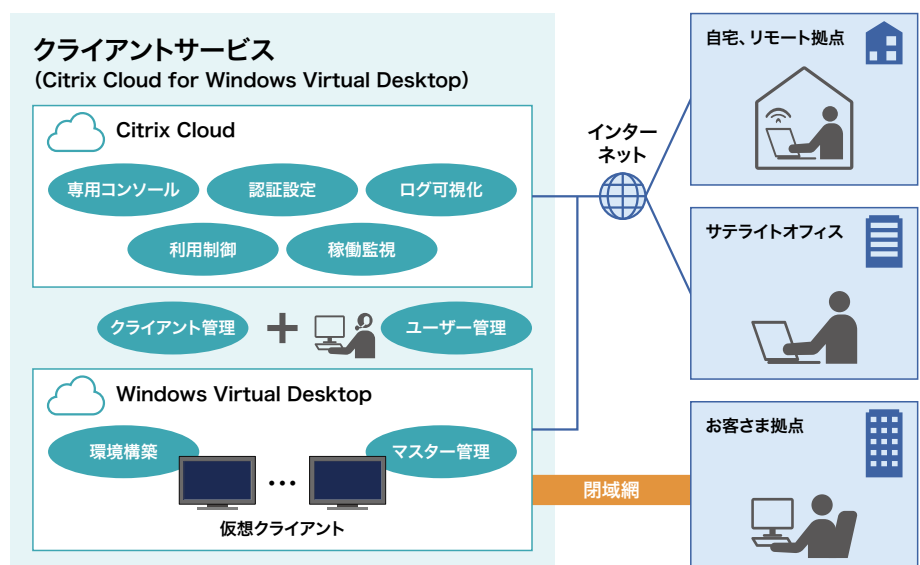 クライアントサービス
（Citrix Cloud for Windows Virtual Desktop）
Citrix Cloud
専用コンソール
認証設定
ログ可視化
利用制御
稼働監視
クライアント管理
ユーザー管理
Windows Virtual Desktop
環境構築
マスター管理
…
仮想クライアント
インター
ネット
閉域網
自宅、リモート拠点
サテライトオフィス
お客さま拠点